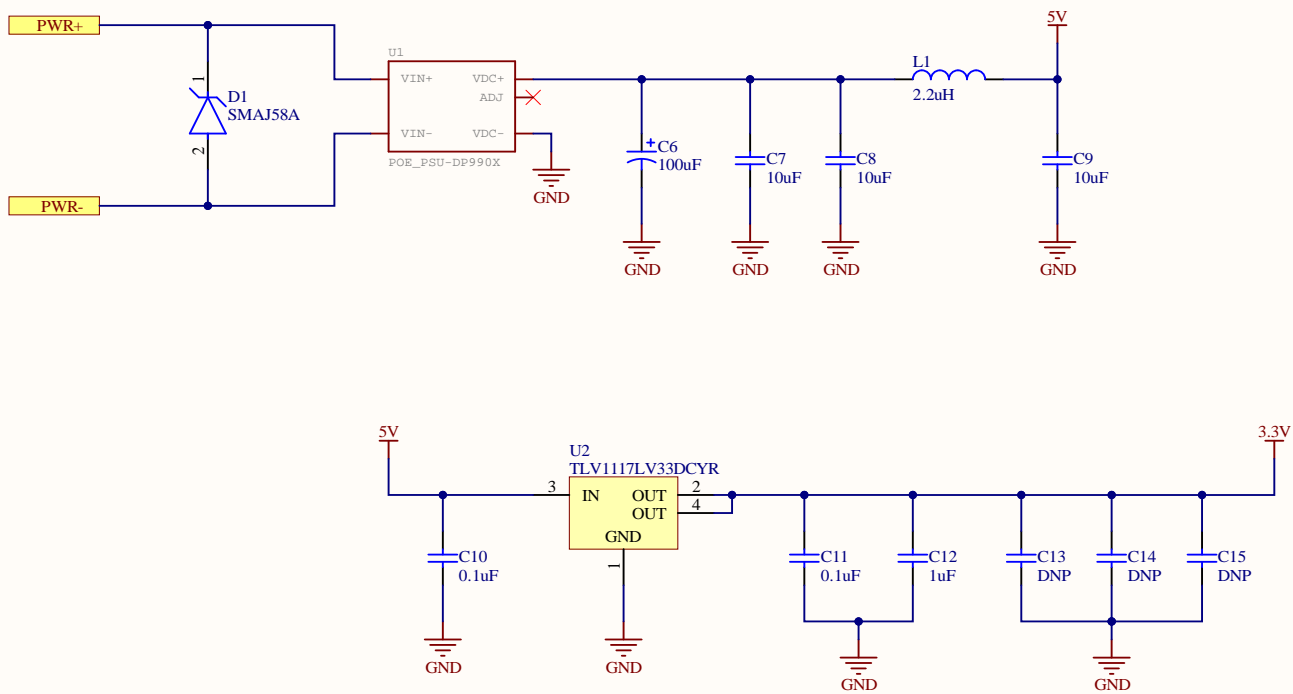 PWR+
1
D1
SMAJ58A
2
PWR-
U1
VIN+
VDC+
ADJ
VIN-
VDC-
POE_PSU-DP990X
GND
+
C6
100uF
GND
C7
10uF
GND
C8
10uF
GND
L1
2.2uH
5V
C9
10uF
GND
5V
C10
0.1uF
GND
U2
TLV1117LV33DCYR
3
IN
OUT
2
OUT
4
GND
1
GND
C11
0.1uF
C12
1uF
GND
C13
DNP
C14
DNP
C15
DNP
GND
3.3V